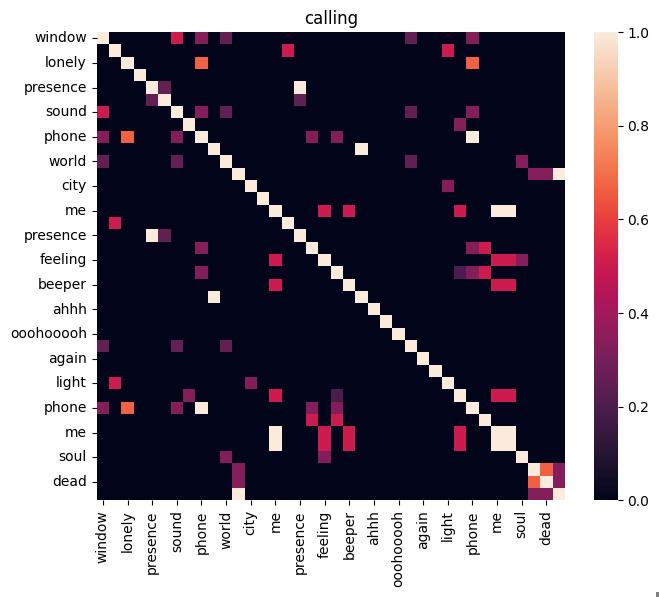 calling
window
lonely
presence
sound
phone
world
city
me
presence
feeling
beeper
ahhh
ooohooooh
again
light
phone
me
soul
dead
1.0
0.8
0.6
0.4
0.2
0.0
window
lonely
presence
sound
phone
world
city
me
presence
feeling
beeper
ahhh
ooohooooh
again
light
phone
me
soul
dead